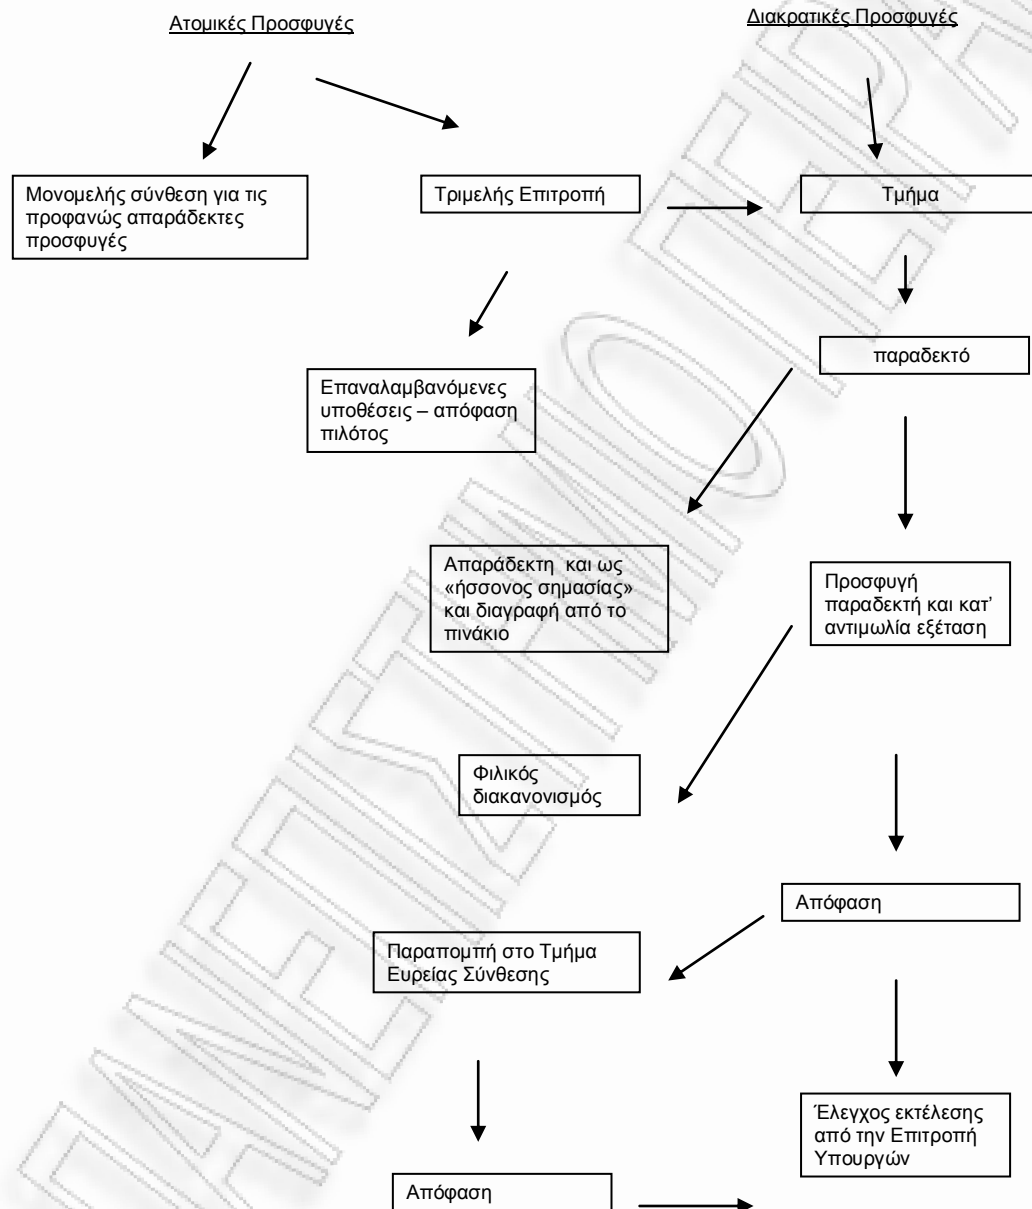 Ατομικές Προσφυγές
Διακρατικές Προσφυγές
Μονομελής σύνθεση για τις
προφανώς απαράδεκτες
προσφυγές
Τριμελής Επιτροπή
Τμήμα
παραδεκτό
Επαναλαμβανόμενες
υποθέσεις – απόφαση
πιλότος
Απαράδεκτη και ως
«ήσσονος σημασίας»
και διαγραφή από το
πινάκιο
Προσφυγή
παραδεκτή και κατ’
αντιμωλία εξέταση
Φιλικός
διακανονισμός
Απόφαση
Παραπομπή στο Τμήμα
Ευρείας Σύνθεσης
Έλεγχος εκτέλεσης
από την Επιτροπή
Υπουργών
Απόφαση